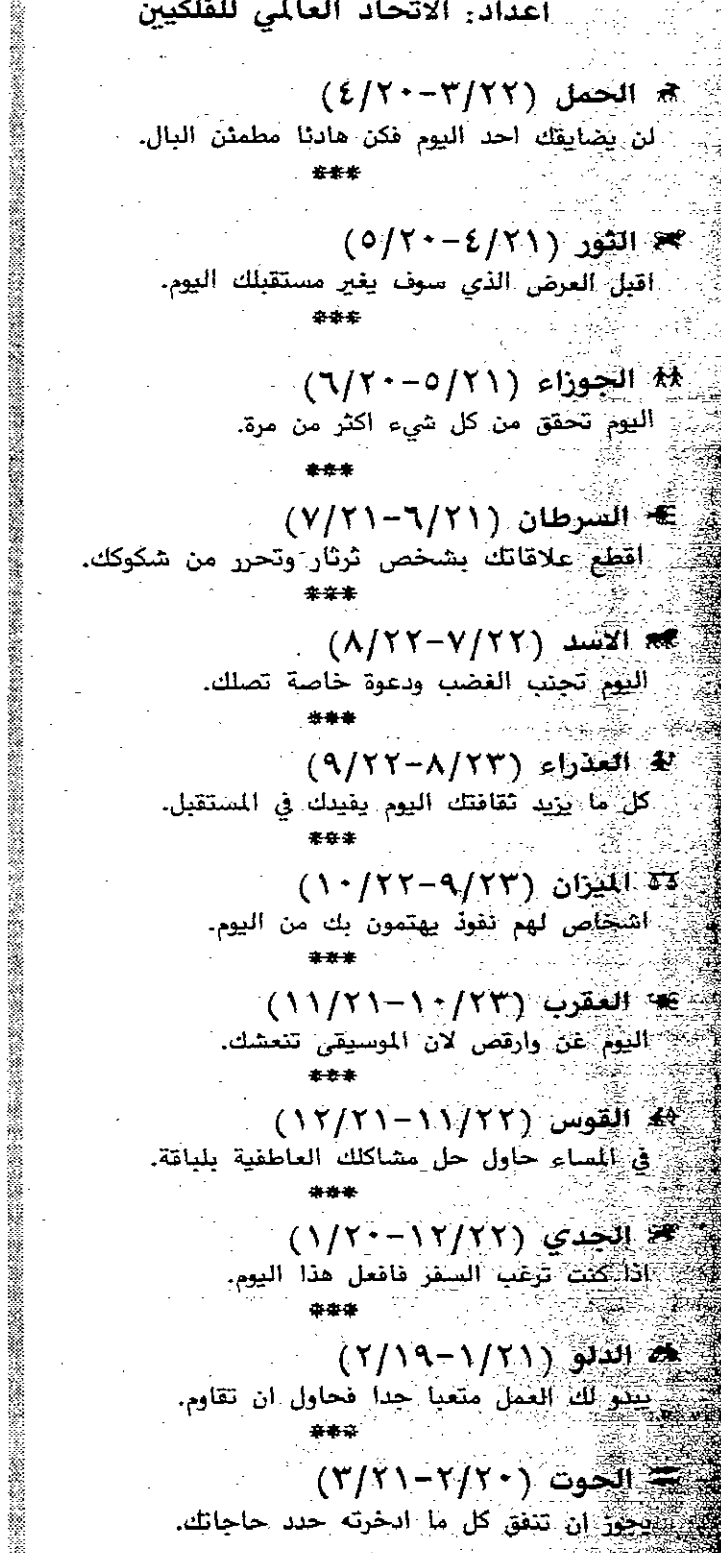 اعداد: الاتحاد العالمي للفلكيين
الحمل (٣/٢٢-٤/٢٠)
لن يضايقك احد اليوم فكن هادئا مطمئن البال.
***
الثور (٤/٢١-٥/٢٠)
اقبل العرض الذي سوف يغير مستقبلك اليوم.
***
الجوزاء (٥/٢١-٦/٢٠)
اليوم تحقق من كل شيء اكثر من مرة.
***
السرطان (٦/٢١-٧/٢١)
اقطع علاقاتك بشخص ثرثار وتحرر من شكوكك.
***
الاسد (٧/٢٢-٨/٢٢)
اليوم تجنب الغضب ودعوة خاصة تصلك.
***
العذراء (٨/٢٣-٩/٢٢)
كل ما يزيد ثقافتك اليوم يفيدك في المستقبل.
***
الميزان (٩/٢٣-١٠/٢٢)
اشخاص لهم نفوذ يهتمون بك من اليوم.
***
العقرب (١٠/٢٣-١١/٢١)
اليوم غن وارقص لان الموسيقى تنعشك.
***
القوس (١١/٢٢-١٢/٢١)
في المساء حاول حل مشاكلك العاطفية بلباقة.
***
الجدي (١٢/٢٢-١/٢٠)
اذا كنت ترغب السفر فافعل هذا اليوم.
***
الدلو (١/٢١-٢/١٩)
يبدو لك العمل متعبا جدا فحاول ان تقاوم.
***
الحوت (٢/٢٠-٣/٢١)
يجوز ان تنفق كل ما ادخرته حدد حاجاتك.